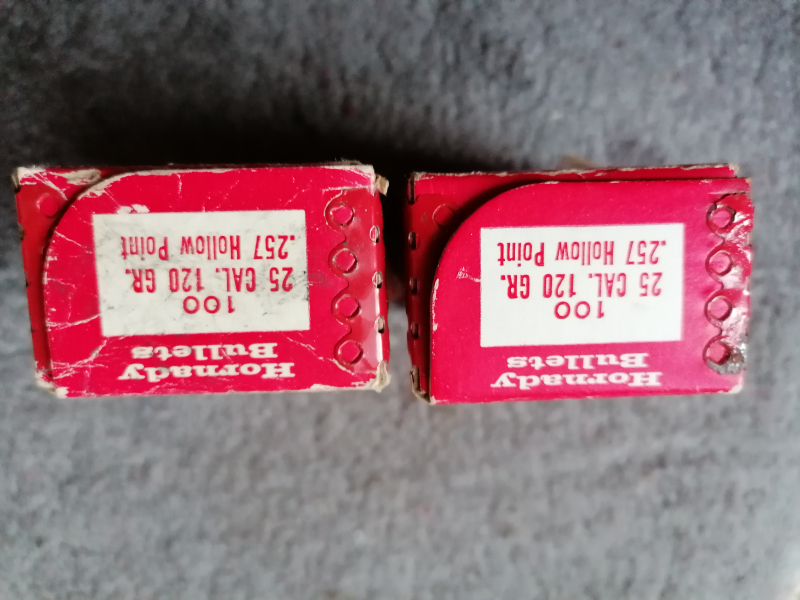 Hornady
Bullets
100
25 CAL. 120 GR.
.257 Hollow Point
Hornady
Bullets
100
25 CAL. 120 GR.
.257 Hollow Point